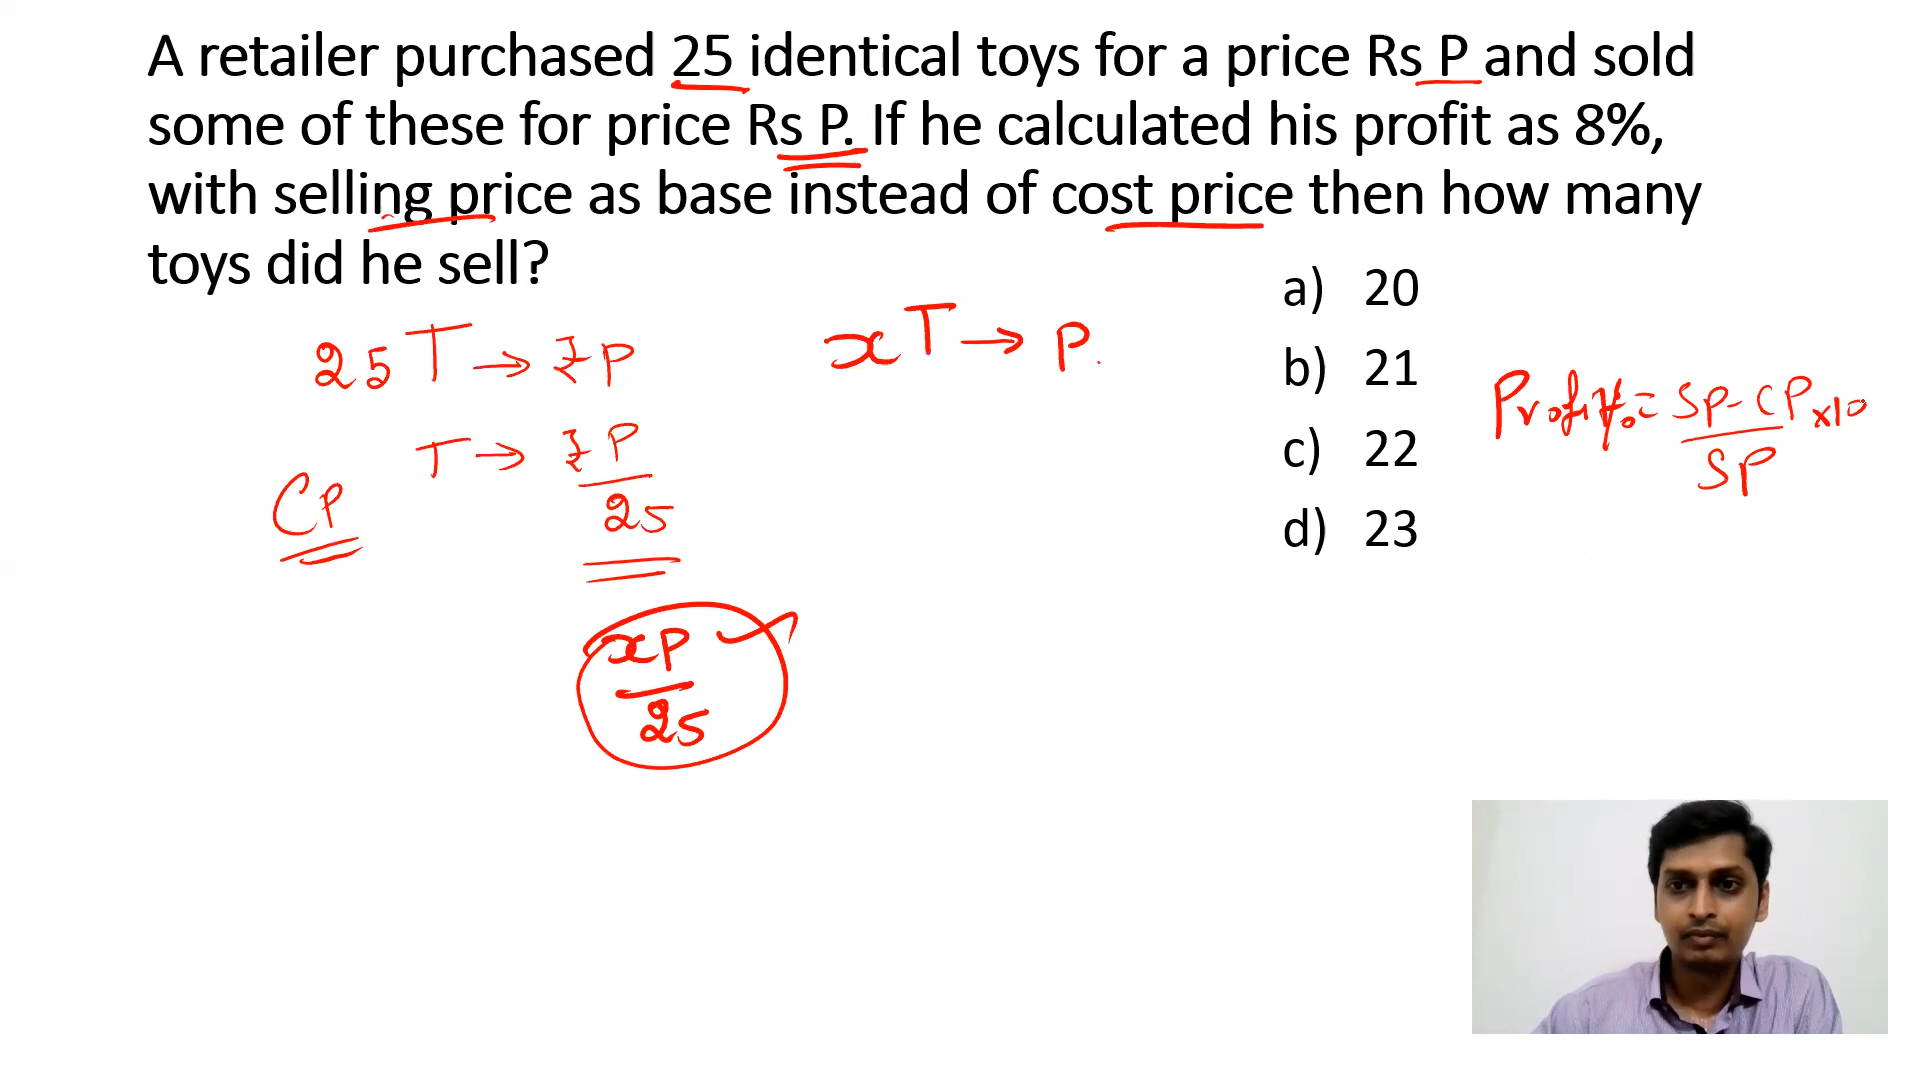 A retailer purchased 25 identical toys for a price Rs P and sold
some of these for price Rs P. If he calculated his profit as 8%,
with selling price as base instead of cost price then how many
toys did he sell?
a) 20
b) 21
c) 22
d) 23
25T → ₹P
T → ₹P
25
CP
xP
25
xT → P.
Profit% = SP-CP x10
SP